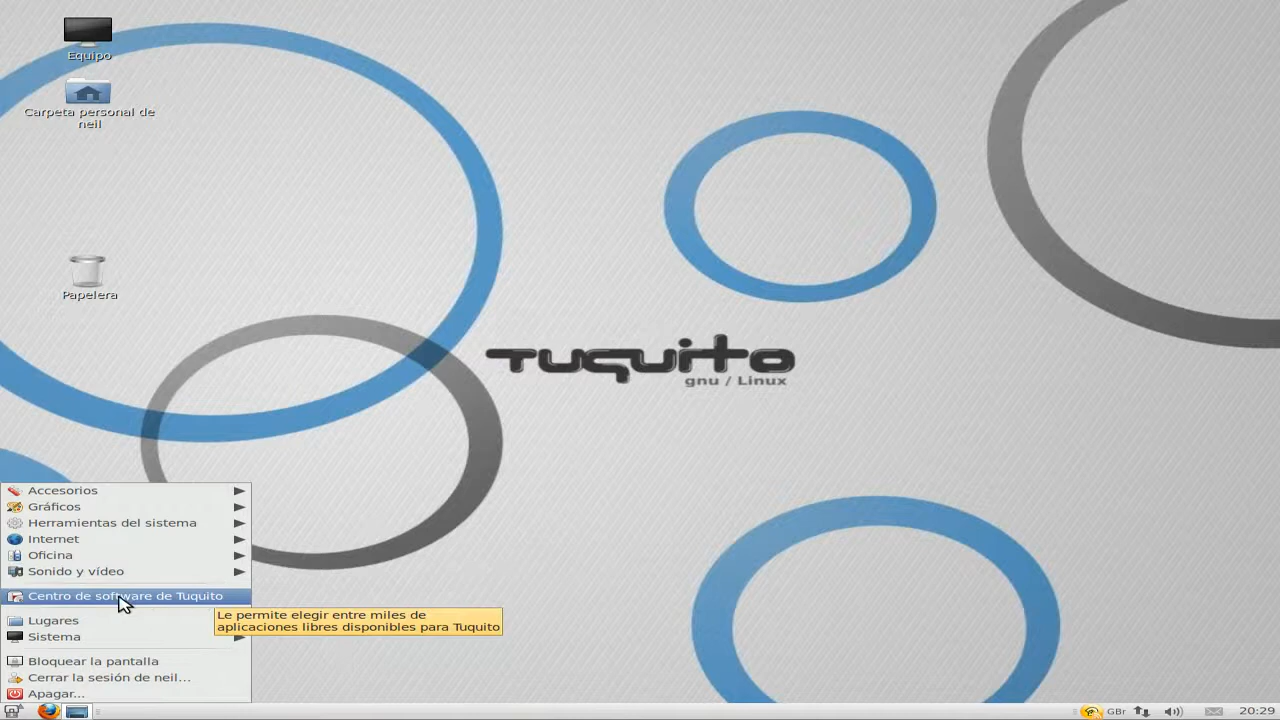 Equipo
Carpeta personal de
neil
Papelera
Tuquito
gnu / Linux
Accesorios
Gráficos
Herramientas del sistema
Internet
Oficina
Sonido y vídeo
Centro de software de Tuquito
Le permite elegir entre miles de
aplicaciones libres disponibles para Tuquito
Lugares
Sistema
Bloquear la pantalla
Cerrar la sesión de neil...
Apagar...
GBr
20:29